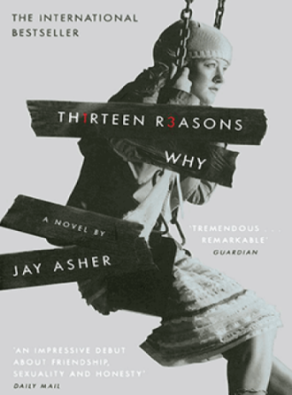 THE INTERNATIONAL
BESTSELLER
TH1RTEEN R3ASONS
WHY
A NOVEL BY
JAY ASHER
'TREMENDOUS . . .
REMARKABLE'
GUARDIAN
'AN IMPRESSIVE DEBUT
ABOUT FRIENDSHIP,
SEXUALITY AND HONESTY'
DAILY MAIL